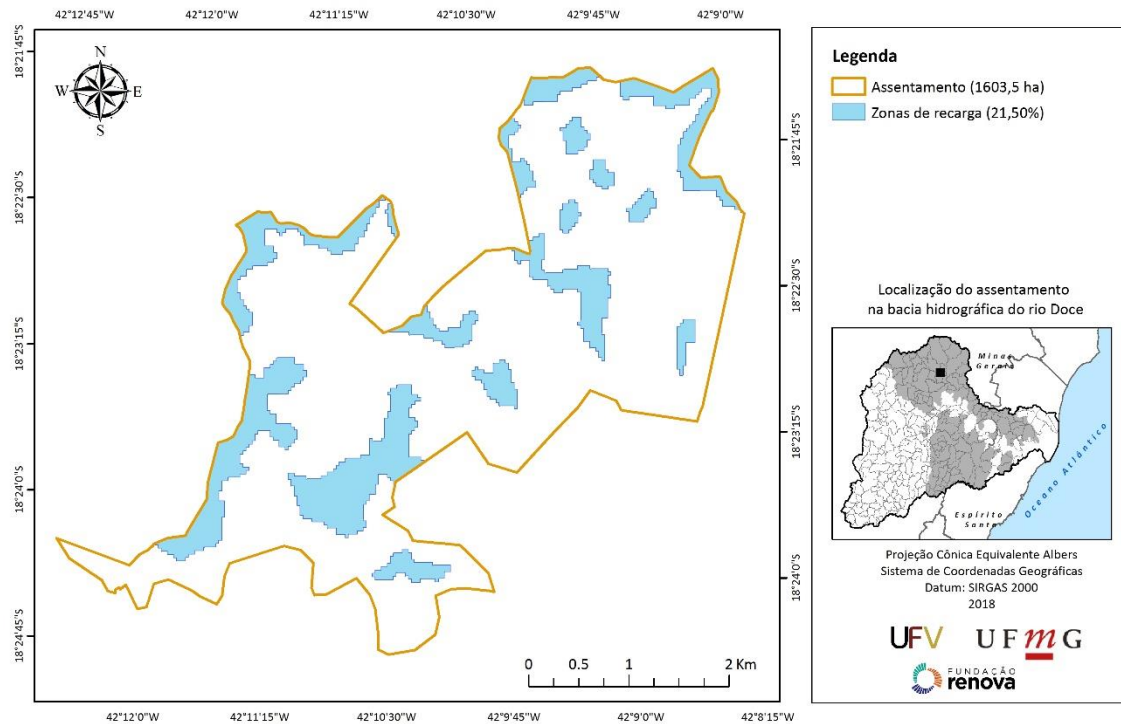 42°12'45"W 42°12'0"W 42°11'15"W 42°10'30"W 42°9'45"W 42°9'0"W
18°21'45"S
18°22'30"S
18°23'15"S
18°24'0"S
18°24'45"S
N
W E
S
18°21'45"S
18°22'30"S
18°23'15"S
18°24'0"S
0 0.5 1 2 Km
42°12'0"W 42°11'15"W 42°10'30"W 42°9'45"W 42°9'0"W 42°8'15"W
Legenda
Assentamento (1603,5 ha)
Zonas de recarga (21,50%)
Localização do assentamento
na bacia hidrográfica do rio Doce
Minas
Gerais
Oceano Atlântico
Espírito
Santo
Projeção Cônica Equivalente Albers
Sistema de Coordenadas Geográficas
Datum: SIRGAS 2000
2018
UFV UFmG
FUNDAÇÃO
renova